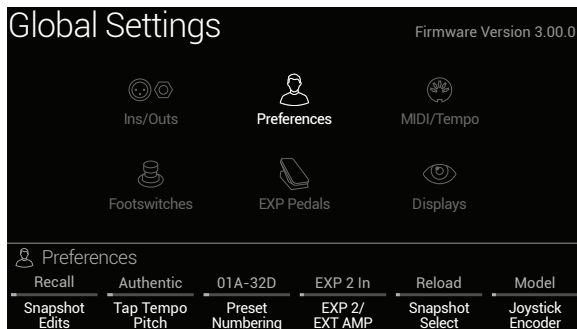 Global Settings
Firmware Version 3.00.0
Ins/Outs
Preferences
MIDI/Tempo
Footswitches
EXP Pedals
Displays
Preferences
Recall
Authentic
01A-32D
EXP 2 In
Reload
Model
Snapshot
Edits
Tap Tempo
Pitch
Preset
Numbering
EXP 2/
EXT AMP
Snapshot
Select
Joystick
Encoder